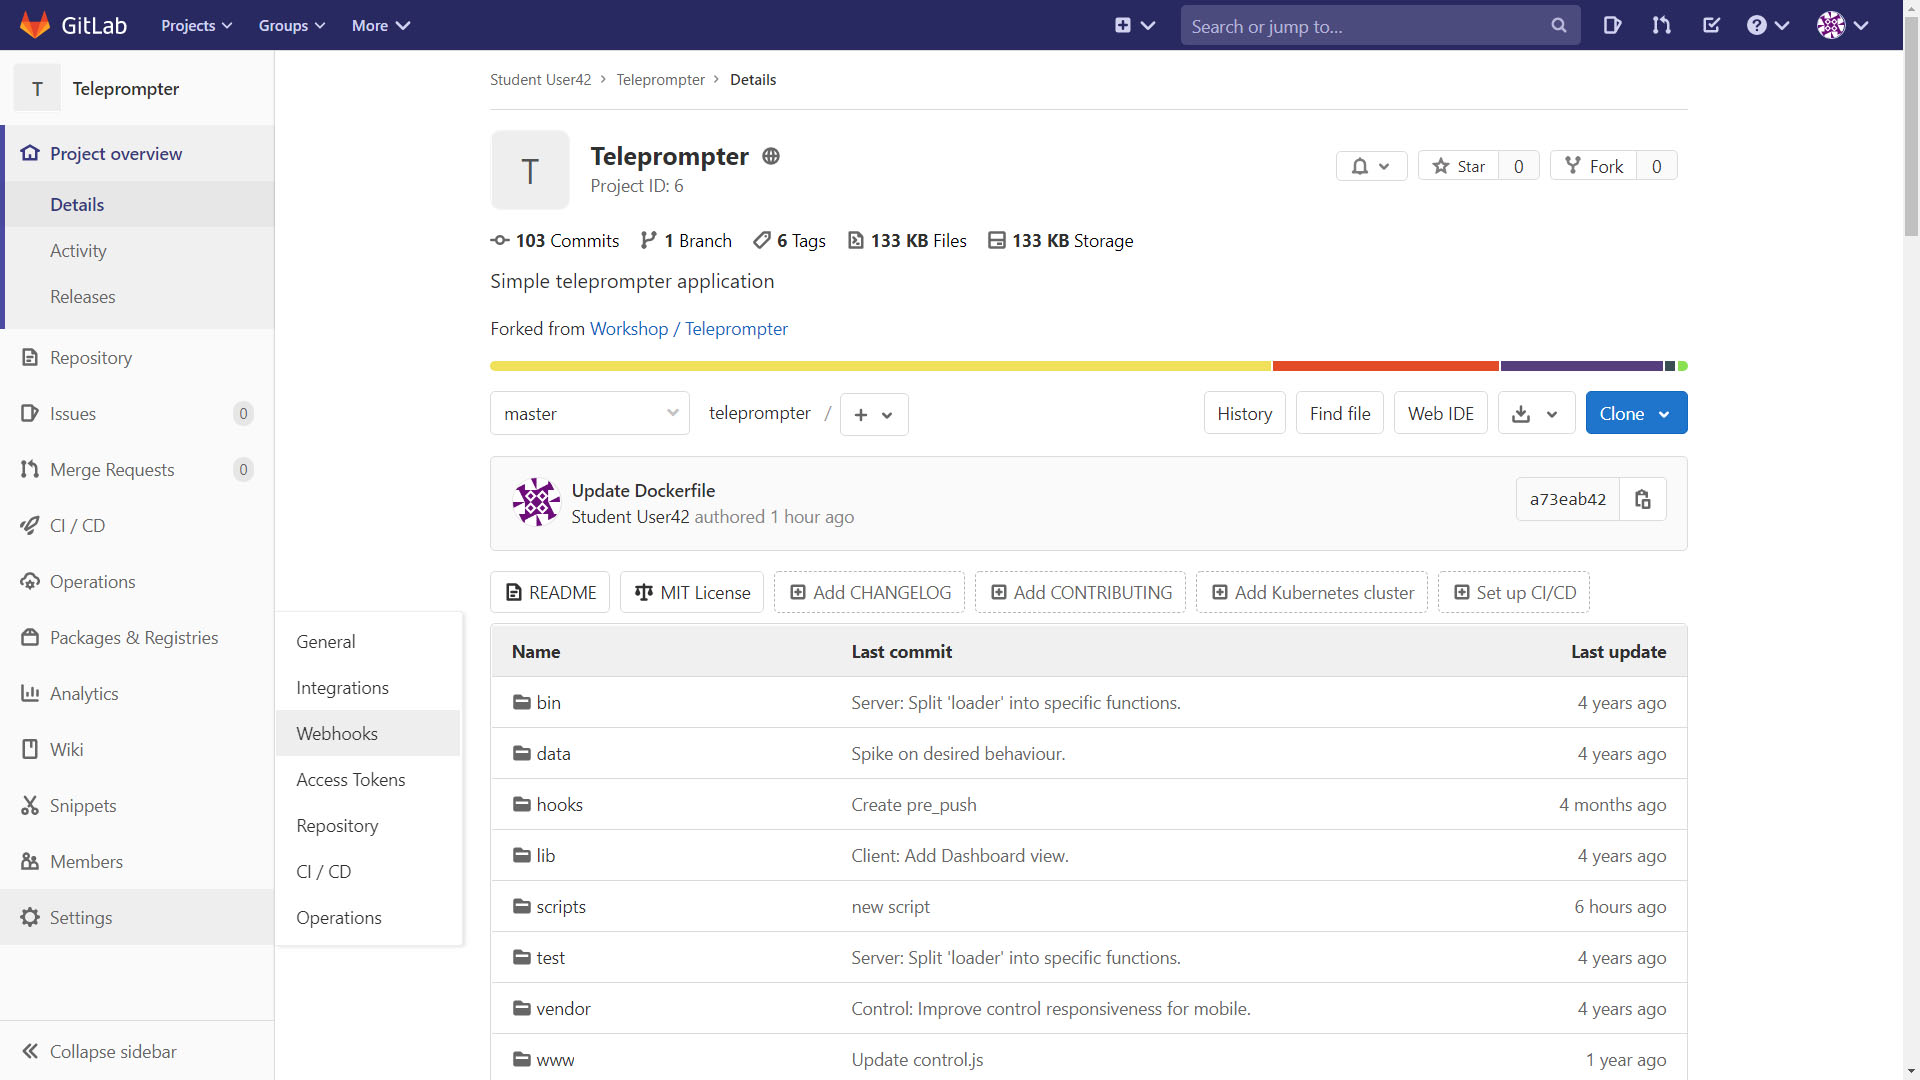 GitLab Projects Groups More Search or jump to...
T Teleprompter
Project overview
Details
Activity
Releases
Repository
Issues 0
Merge Requests 0
CI / CD
Operations
Packages & Registries
Analytics
Wiki
Snippets
Members
Settings
Collapse sidebar
General
Integrations
Webhooks
Access Tokens
Repository
CI / CD
Operations
Student User42 > Teleprompter > Details
T
Teleprompter
Project ID: 6
Star 0 Fork 0
103 Commits 1 Branch 6 Tags 133 KB Files 133 KB Storage
Simple teleprompter application
Forked from Workshop / Teleprompter
master teleprompter / + History Find file Web IDE Clone
Update Dockerfile
Student User42 authored 1 hour ago
a73eab42
README MIT License Add CHANGELOG Add CONTRIBUTING Add Kubernetes cluster Set up CI/CD
Name Last commit Last update
bin Server: Split 'loader' into specific functions. 4 years ago
data Spike on desired behaviour. 4 years ago
hooks Create pre_push 4 months ago
lib Client: Add Dashboard view. 4 years ago
scripts new script 6 hours ago
test Server: Split 'loader' into specific functions. 4 years ago
vendor Control: Improve control responsiveness for mobile. 4 years ago
www Update control.js 1 year ago